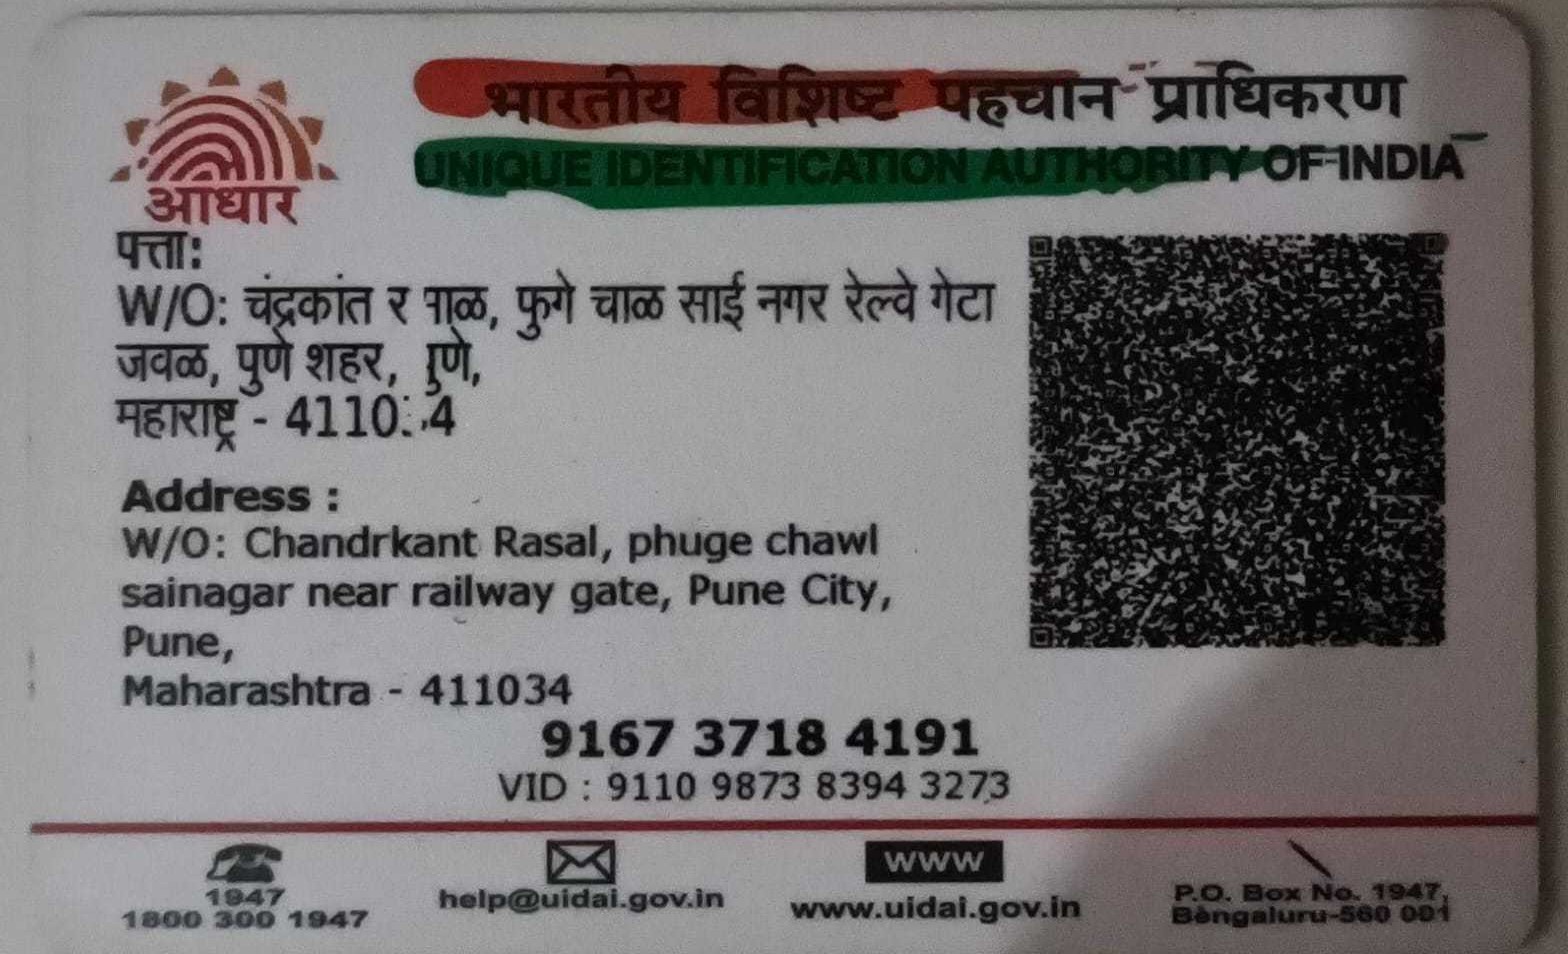 भारतीय विशिष्ट पहचान प्राधिकरण
UNIQUE IDENTIFICATION AUTHORITY OF INDIA
आधार
पत्ता:
W/O: चंद्रकांत र, फुगे चाळ साई नगर रेल्वे गेटा
जवळ, पुणे शहर,
महाराष्ट्र -
Address :
W/O: Chandrkant Rasal, phuge chawl
sainagar near railway gate, Pune City,
Pune,
Maharashtra - 411034
9167 3718 4191
VID : 9110 9873 8394 3273
1947
1800 300 1947
help@uidai.gov.in
www
www.uidai.gov.in
P.O. Box No. 1947,
Bengaluru-560 001